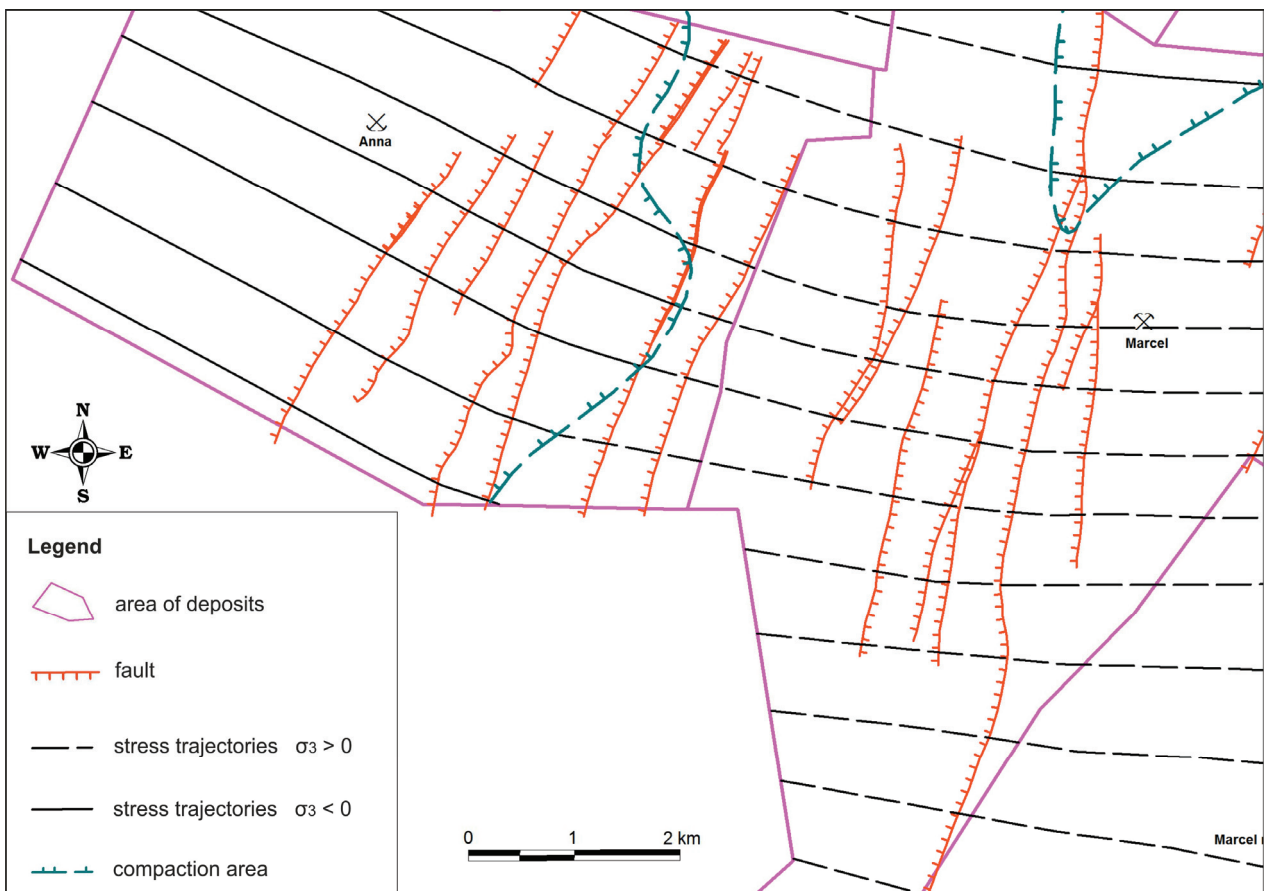 Anna
Marcel
N
W E
S
Legend
area of deposits
fault
stress trajectories σ3 > 0
stress trajectories σ3 < 0
compaction area
0 1 2 km
Marcel